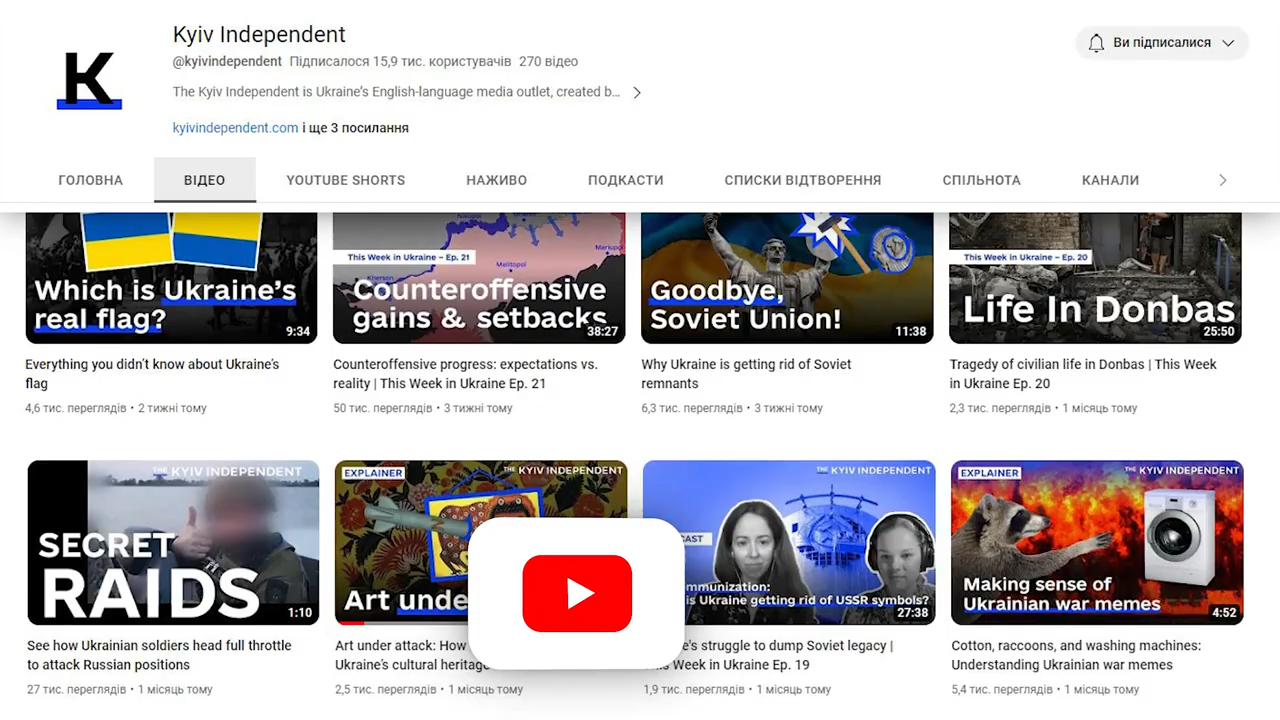 K
Kyiv Independent
@kyivindependent Підписалося 15,9 тис. користувачів 270 відео
The Kyiv Independent is Ukraine's English-language media outlet, created b...
kyivindependent.com і ще 3 посилання
Ви підписалися
ГОЛОВНА ВІДЕО YOUTUBE SHORTS НАЖИВО ПОДКАСТИ СПИСКИ ВІДТВОРЕННЯ СПІЛЬНОТА КАНАЛИ
Which is Ukraine's
real flag?
9:34
Everything you didn't know about Ukraine's
flag
4,6 тис. переглядів • 2 тижні тому
This Week in Ukraine – Ep. 21
Kherson
Melitopol
Counteroffensive
gains & setbacks
38:27
Counteroffensive progress: expectations vs.
reality | This Week in Ukraine Ep. 21
50 тис. переглядів • 3 тижні тому
Goodbye,
Soviet Union!
11:38
Why Ukraine is getting rid of Soviet
remnants
6,3 тис. переглядів • 3 тижні тому
This Week in Ukraine – Ep. 20
Life In Donbas
25:50
Tragedy of civilian life in Donbas | This Week
in Ukraine Ep. 20
2,3 тис. переглядів • 1 місяць тому
THE KYIV INDEPENDENT
SECRET
RAIDS
1:10
See how Ukrainian soldiers head full throttle
to attack Russian positions
27 тис. переглядів • 1 місяць тому
EXPLAINER
THE KYIV INDEPENDENT
Art unde
Art under attack: How
Ukraine's cultural heritag
2,5 тис. переглядів • 1 місяць тому
THE KYIV INDEPENDENT
CAST
mmunization:
is Ukraine getting rid of USSR symbols?
27:38
e's struggle to dump Soviet legacy |
Week in Ukraine Ep. 19
1,9 тис. переглядів • 1 місяць тому
EXPLAINER
THE KYIV INDEPENDENT
Making sense of
Ukrainian war memes
4:52
Cotton, raccoons, and washing machines:
Understanding Ukrainian war memes
5,4 тис. переглядів • 1 місяць тому